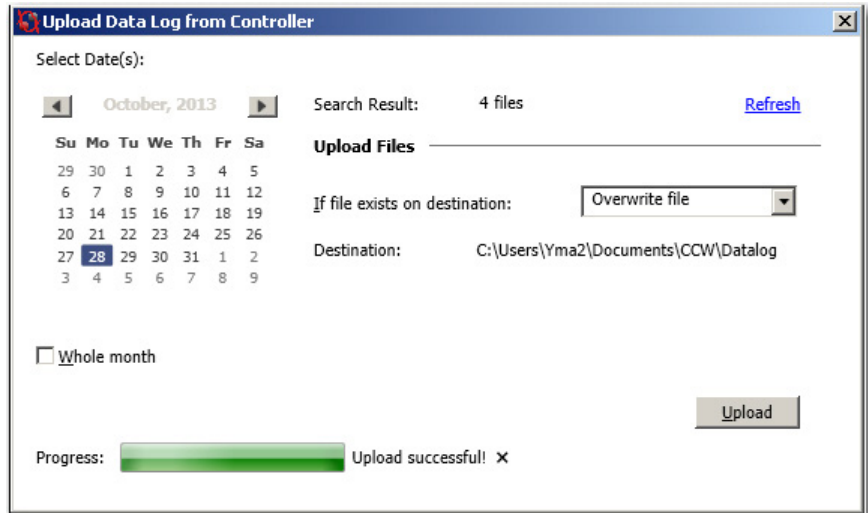 Upload Data Log from Controller
Select Date(s):
October, 2013
Su Mo Tu We Th Fr Sa
29 30 1 2 3 4 5
6 7 8 9 10 11 12
13 14 15 16 17 18 19
20 21 22 23 24 25 26
27 28 29 30 31 1 2
3 4 5 6 7 8 9
Whole month
Search Result: 4 files Refresh
Upload Files
If file exists on destination: Overwrite file
Destination: C:\Users\Yma2\Documents\CCW\Datalog
Upload
Progress: Upload successful!